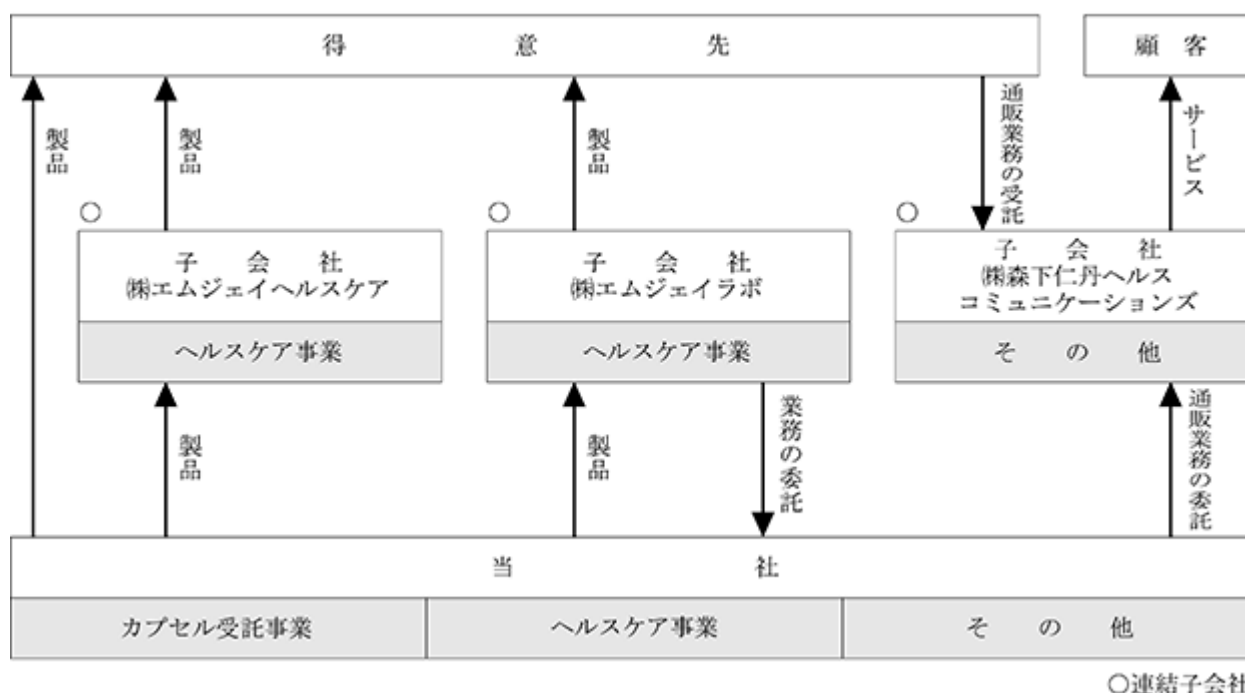 得意先
顧客
製品
製品
製品
通販業務の受託
サービス
○
○
○
子会社
㈱エムジェイヘルスケア
ヘルスケア事業
子会社
㈱エムジェイラボ
ヘルスケア事業
子会社
㈱森下仁丹ヘルス
コミュニケーションズ
その他
製品
製品
業務の委託
通販業務の委託
当社
カプセル受託事業
ヘルスケア事業
その他
○連結子会社